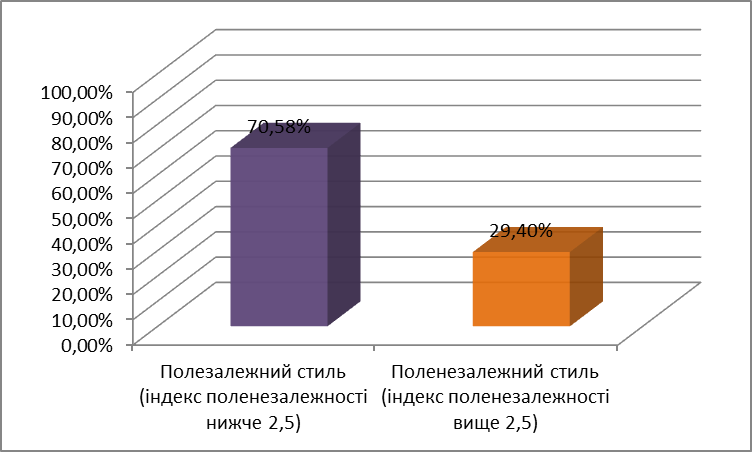 100,00%
90,00%
80,00%
70,00%
60,00%
50,00%
40,00%
30,00%
20,00%
10,00%
0,00%
70,58%
29,40%
Полезалежний стиль
(індекс поленезалежності
нижче 2,5)
Поленезалежний стиль
(індекс поленезалежності
вище 2,5)